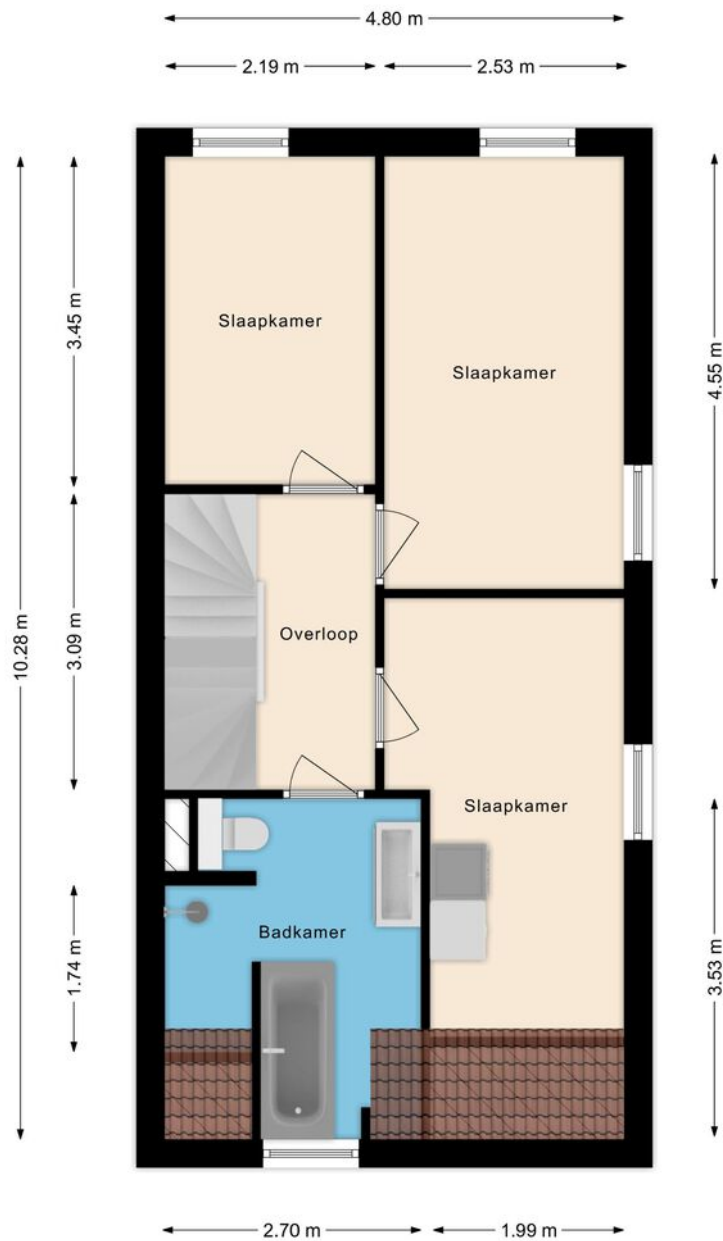 4.80 m
2.19 m
2.53 m
3.45 m
4.55 m
Slaapkamer
Slaapkamer
10.28 m
3.09 m
Overloop
Slaapkamer
Badkamer
1.74 m
3.53 m
2.70 m
1.99 m